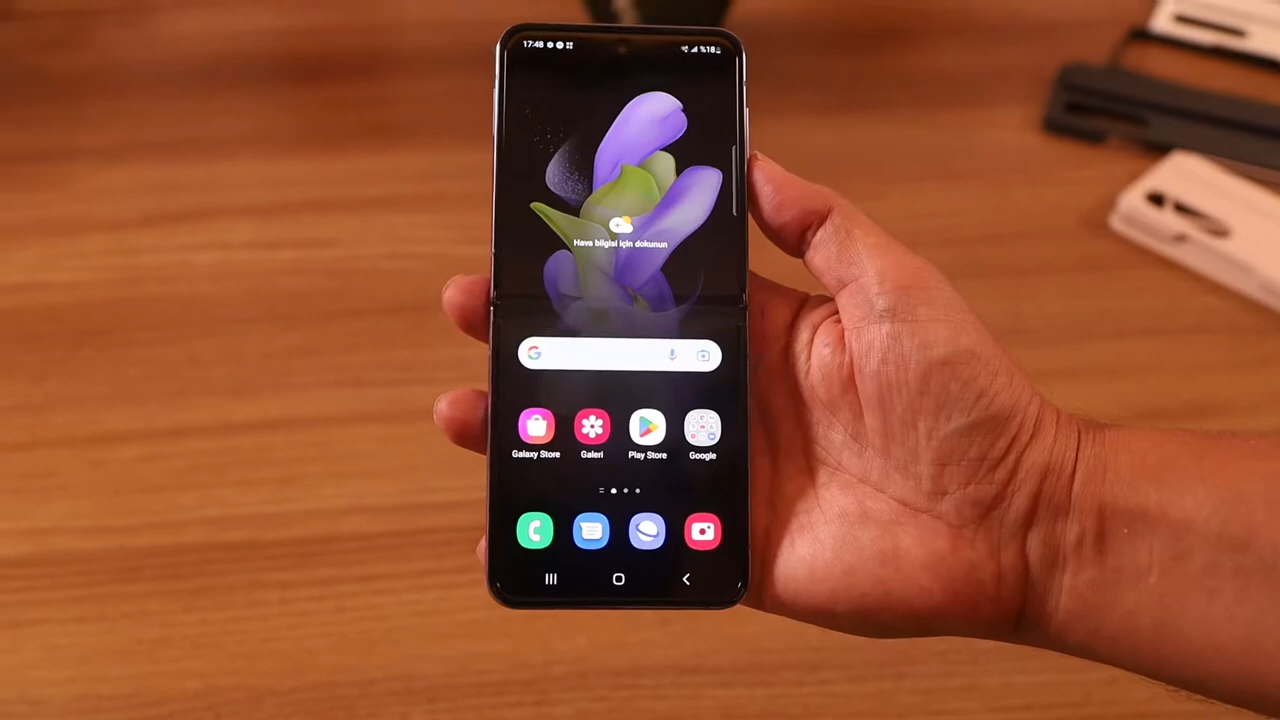 17:48
%18
Hava bilgisi için dokunun
G
Galaxy Store
Galeri
Play Store
Google